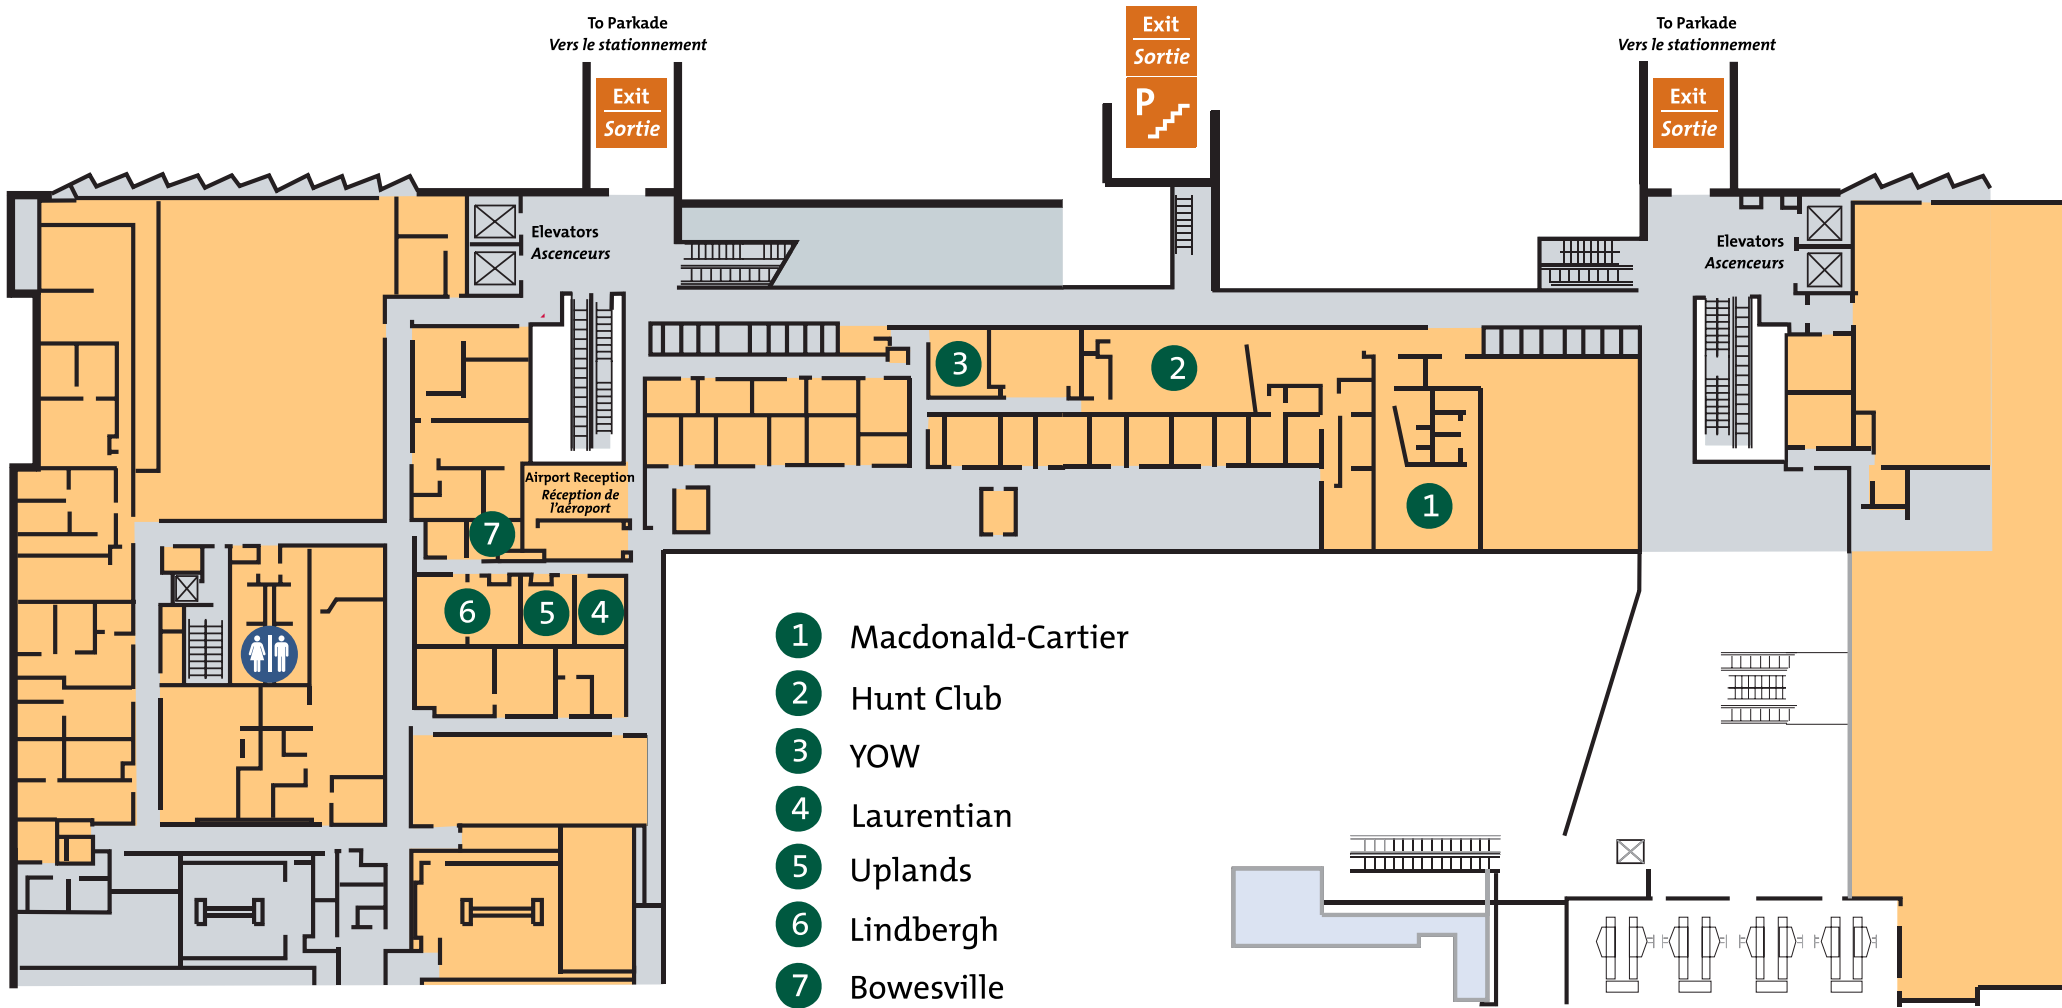 To Parkade
Vers le stationnement
Exit
Sortie
Exit
Sortie
P
To Parkade
Vers le stationnement
Exit
Sortie
Elevators
Ascenceurs
Elevators
Ascenceurs
3
2
1
Airport Reception
Réception de
l'aéroport
7
6
5
4
1 Macdonald-Cartier
2 Hunt Club
3 YOW
4 Laurentian
5 Uplands
6 Lindbergh
7 Bowesville